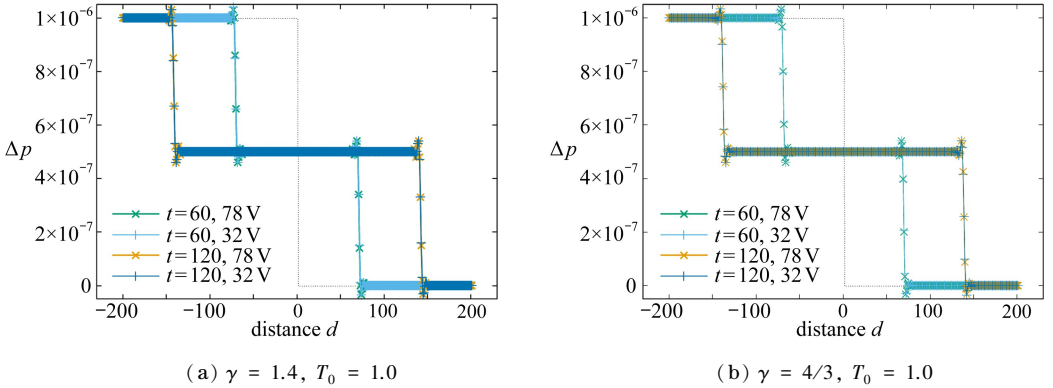 1×10⁻⁶
8×10⁻⁷
6×10⁻⁷
Δp
4×10⁻⁷
2×10⁻⁷
0
t=60, 78 V
t=60, 32 V
t=120, 78 V
t=120, 32 V
−200 −100 0 100 200
distance d
(a) γ = 1.4, T₀ = 1.0
1×10⁻⁶
8×10⁻⁷
6×10⁻⁷
Δp
4×10⁻⁷
2×10⁻⁷
0
t=60, 78 V
t=60, 32 V
t=120, 78 V
t=120, 32 V
−200 −100 0 100 200
distance d
(b) γ = 4/3, T₀ = 1.0